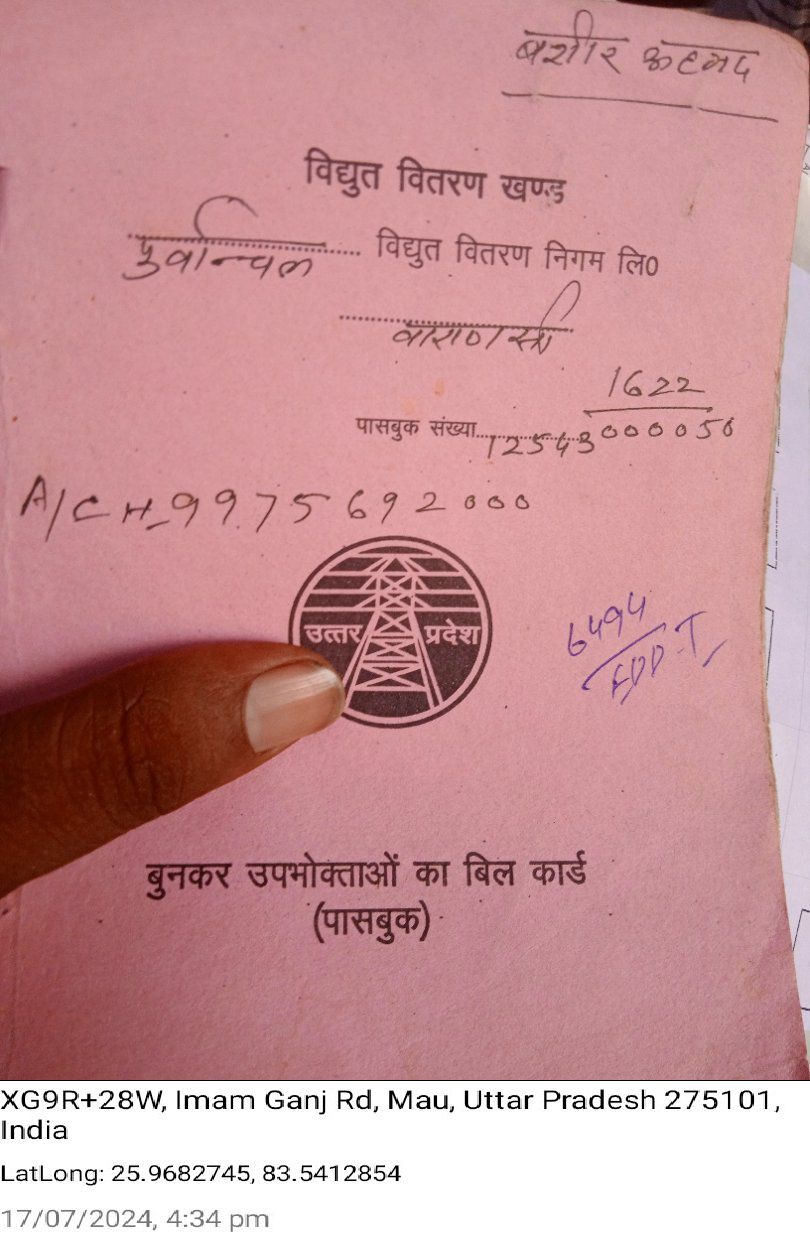 बशीर अहमद
विद्युत वितरण खण्ड
पुर्वान्चल विद्युत वितरण निगम लि0
वाराणसी
1622
पासबुक संख्या 12543000050
A/C H_9975692000
उत्तर प्रदेश
6494
EDD-I
बुनकर उपभोक्ताओं का बिल कार्ड
(पासबुक)
XG9R+28W, Imam Ganj Rd, Mau, Uttar Pradesh 275101,
India
LatLong: 25.9682745, 83.5412854
17/07/2024, 4:34 pm